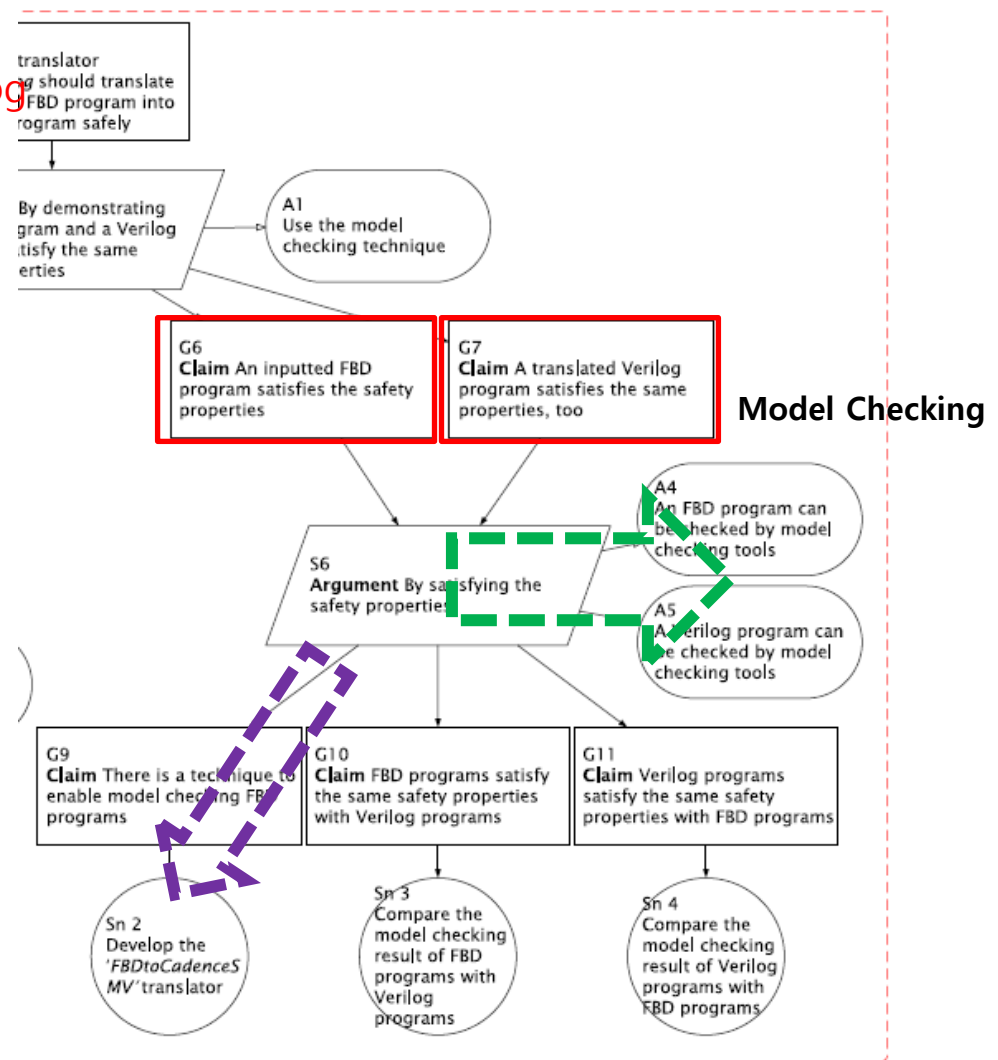 translator
should translate
FBD program into
rogram safely
og
By demonstrating
gram and a Verilog
tisfy the same
erties
A1
Use the model
checking technique
G6
Claim An inputted FBD
program satisfies the safety
properties
G7
Claim A translated Verilog
program satisfies the same
properties, too
Model Checking
A4
An FBD program can
be checked by model
checking tools
S6
Argument By satisfying the
safety properties
A5
A Verilog program can
be checked by model
checking tools
G9
Claim There is a technique to
enable model checking FBD
programs
G10
Claim FBD programs satisfy
the same safety properties
with Verilog programs
G11
Claim Verilog programs
satisfy the same safety
properties with FBD programs
Sn 2
Develop the
'FBDtoCadenceS
MV' translator
Sn 3
Compare the
model checking
result of FBD
programs with
Verilog
programs
Sn 4
Compare the
model checking
result of Verilog
programs with
FBD programs